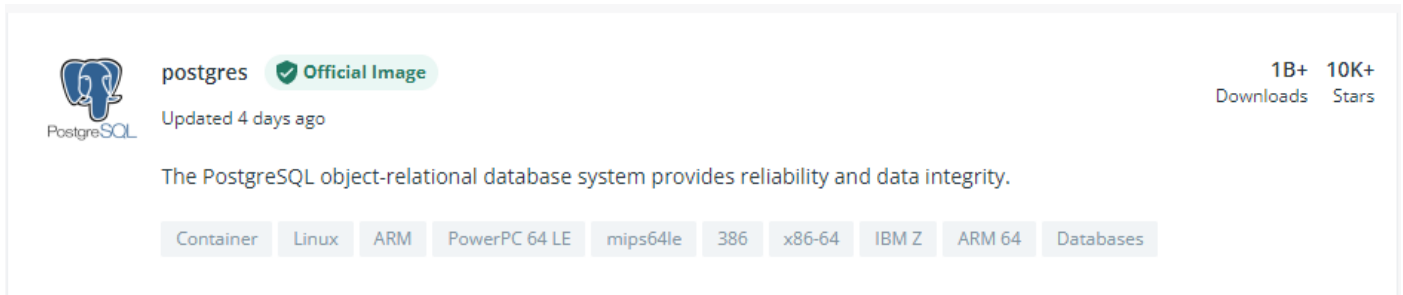 postgres Official Image
1B+ 10K+
Downloads Stars
Updated 4 days ago
PostgreSQL
The PostgreSQL object-relational database system provides reliability and data integrity.
Container Linux ARM PowerPC 64 LE mips64le 386 x86-64 IBM Z ARM 64 Databases